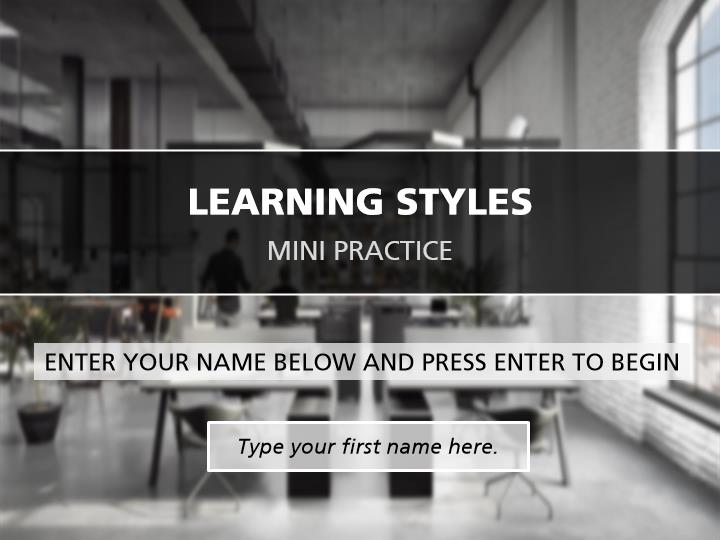 LEARNING STYLES
MINI PRACTICE
ENTER YOUR NAME BELOW AND PRESS ENTER TO BEGIN
Type your first name here.